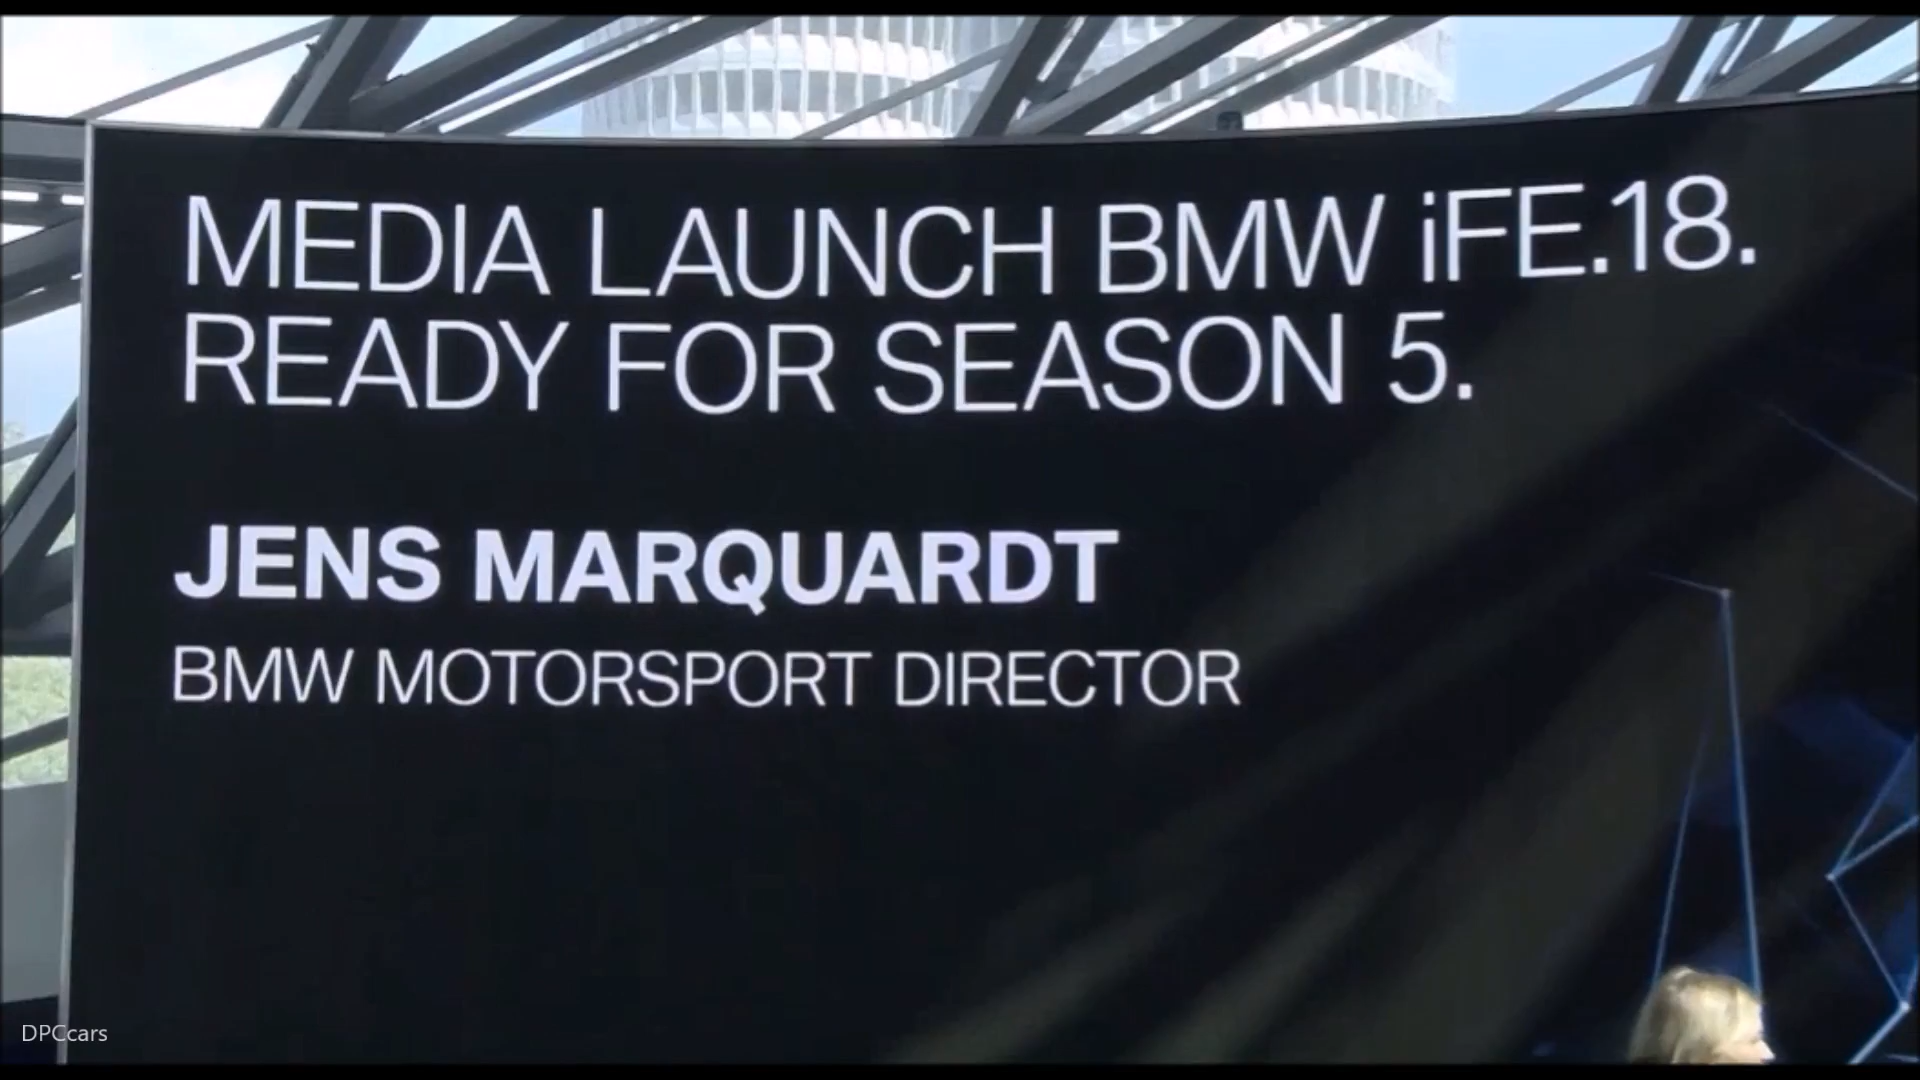 MEDIA LAUNCH BMW iFE.18.
READY FOR SEASON 5.
JENS MARQUARDT
BMW MOTORSPORT DIRECTOR
DPCcars